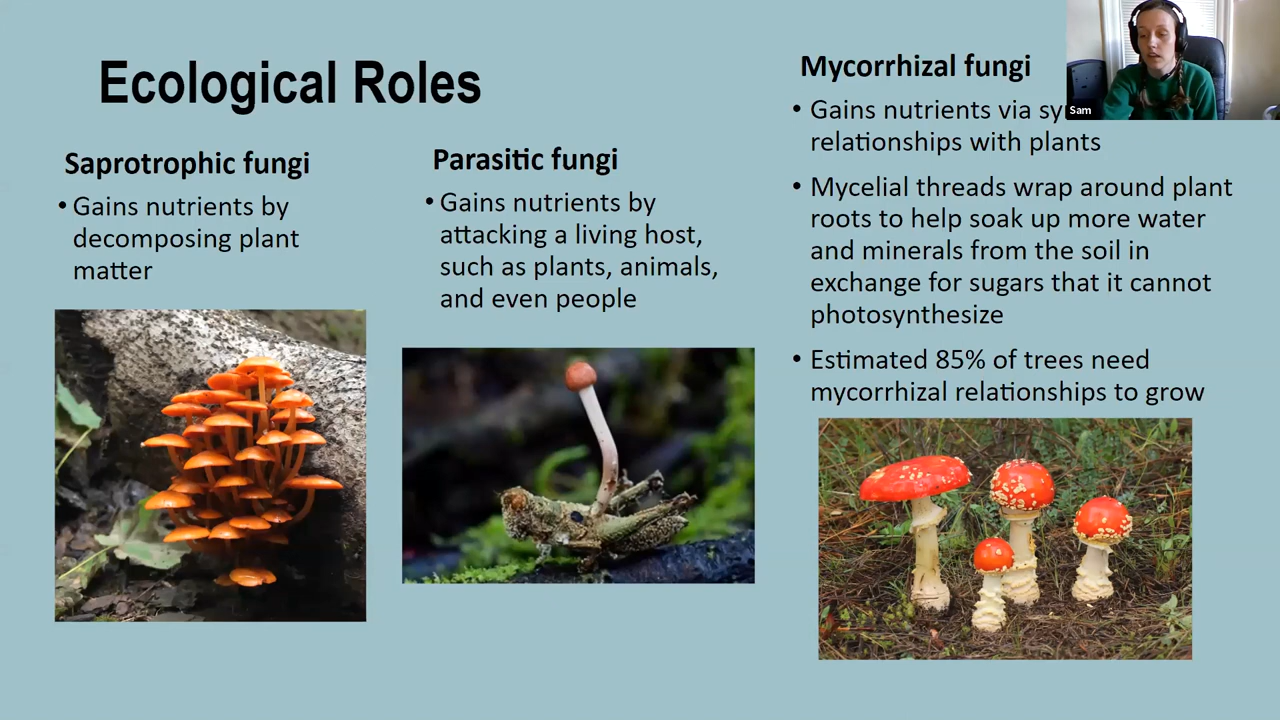 Ecological Roles
Saprotrophic fungi
• Gains nutrients by
decomposing plant
matter
Parasitic fungi
• Gains nutrients by
attacking a living host,
such as plants, animals,
and even people
Mycorrhizal fungi
• Gains nutrients via
relationships with plants
• Mycelial threads wrap around plant
roots to help soak up more water
and minerals from the soil in
exchange for sugars that it cannot
photosynthesize
• Estimated 85% of trees need
mycorrhizal relationships to grow
Sam